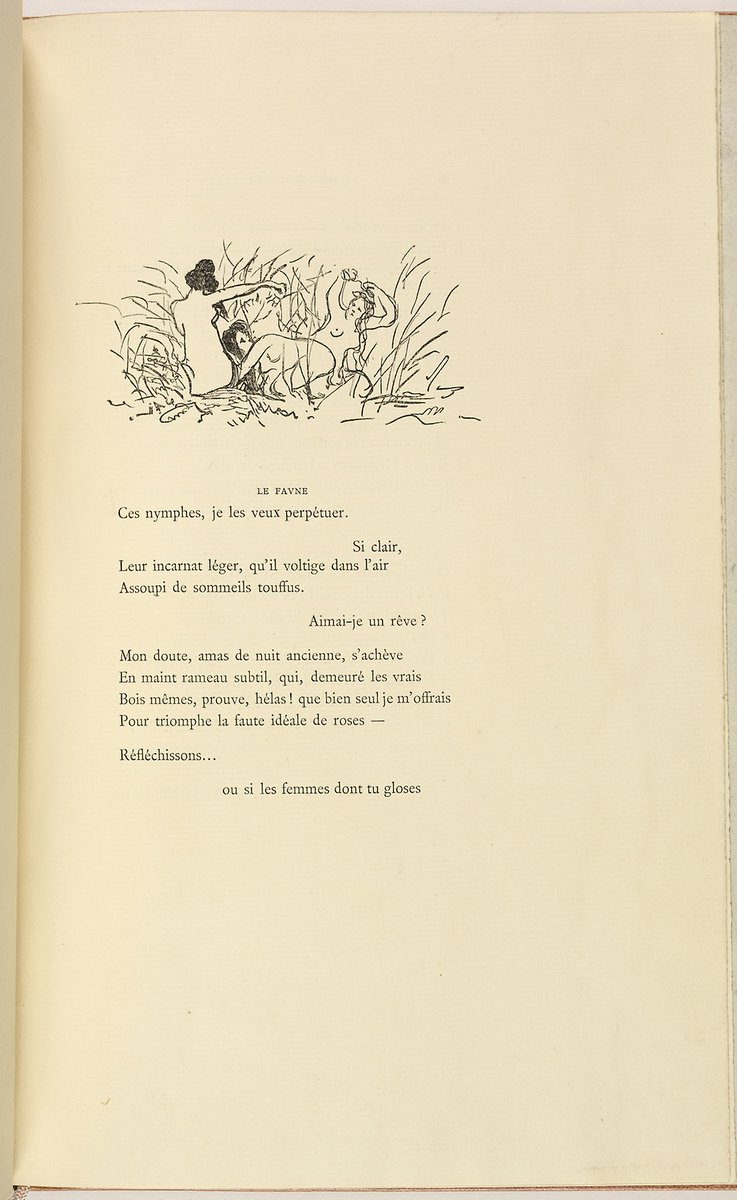 LE FAVNE
Ces nymphes, je les veux perpétuer.
Si clair,
Leur incarnat léger, qu'il voltige dans l'air
Assoupi de sommeils touffus.
Aimai-je un rêve ?
Mon doute, amas de nuit ancienne, s'achève
En maint rameau subtil, qui, demeuré les vrais
Bois mêmes, prouve, hélas ! que bien seul je m'offrais
Pour triomphe la faute idéale de roses —
Réfléchissons...
ou si les femmes dont tu gloses